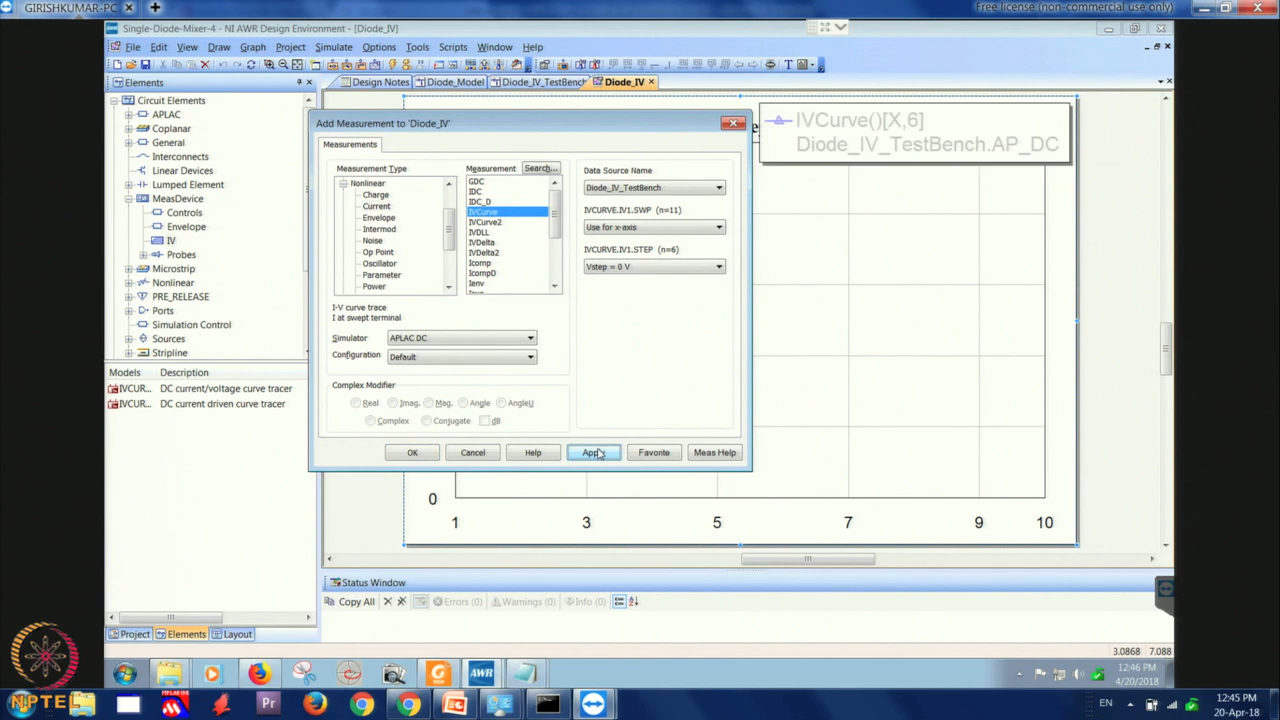 GIRISHKUMAR-PC
Free license (non-commercial use only)
Single-Diode-Mixer-4 - NI AWR Design Environment - [Diode_IV]
File Edit View Draw Graph Project Simulate Options Tools Scripts Window Help
Elements
Design Notes Diode_Model Diode_IV_TestBench Diode_IV
Circuit Elements
APLAC
Coplanar
General
Interconnects
Linear Devices
Lumped Element
MeasDevice
Controls
Envelope
IV
Probes
Microstrip
Nonlinear
PRE_RELEASE
Ports
Simulation Control
Sources
Stripline
Models Description
IVCUR... DC current/voltage curve tracer
IVCUR... DC current driven curve tracer
Project Elements Layout
Add Measurement to 'Diode_IV'
Measurements
Measurement Type
Nonlinear
Charge
Current
Envelope
Intermod
Noise
Op Point
Oscillator
Parameter
Power
Measurement Search...
GDC
IDC
IDC_D
IVCurve
IVCurve2
IVDLL
IVDelta
IVDelta2
Icomp
IcompD
Ienv
Data Source Name
Diode_IV_TestBench
IVCURVE.IV1.SWP (n=11)
Use for x-axis
IVCURVE.IV1.STEP (n=6)
Vstep = 0 V
I-V curve trace
I at swept terminal
Simulator APLAC DC
Configuration Default
Complex Modifier
Real Imag. Mag. Angle AngleU
Complex Conjugate dB
OK Cancel Help Apply Favorite Meas Help
IVCurve()[X,6]
Diode_IV_TestBench.AP_DC
0
1 3 5 7 9 10
Status Window
Copy All Errors (0) Warnings (0) Info (0)
3.0868 7.088
AWR
12:46 PM
4/20/2018
NPTEL
Pr
EN
12:45 PM
20-Apr-18